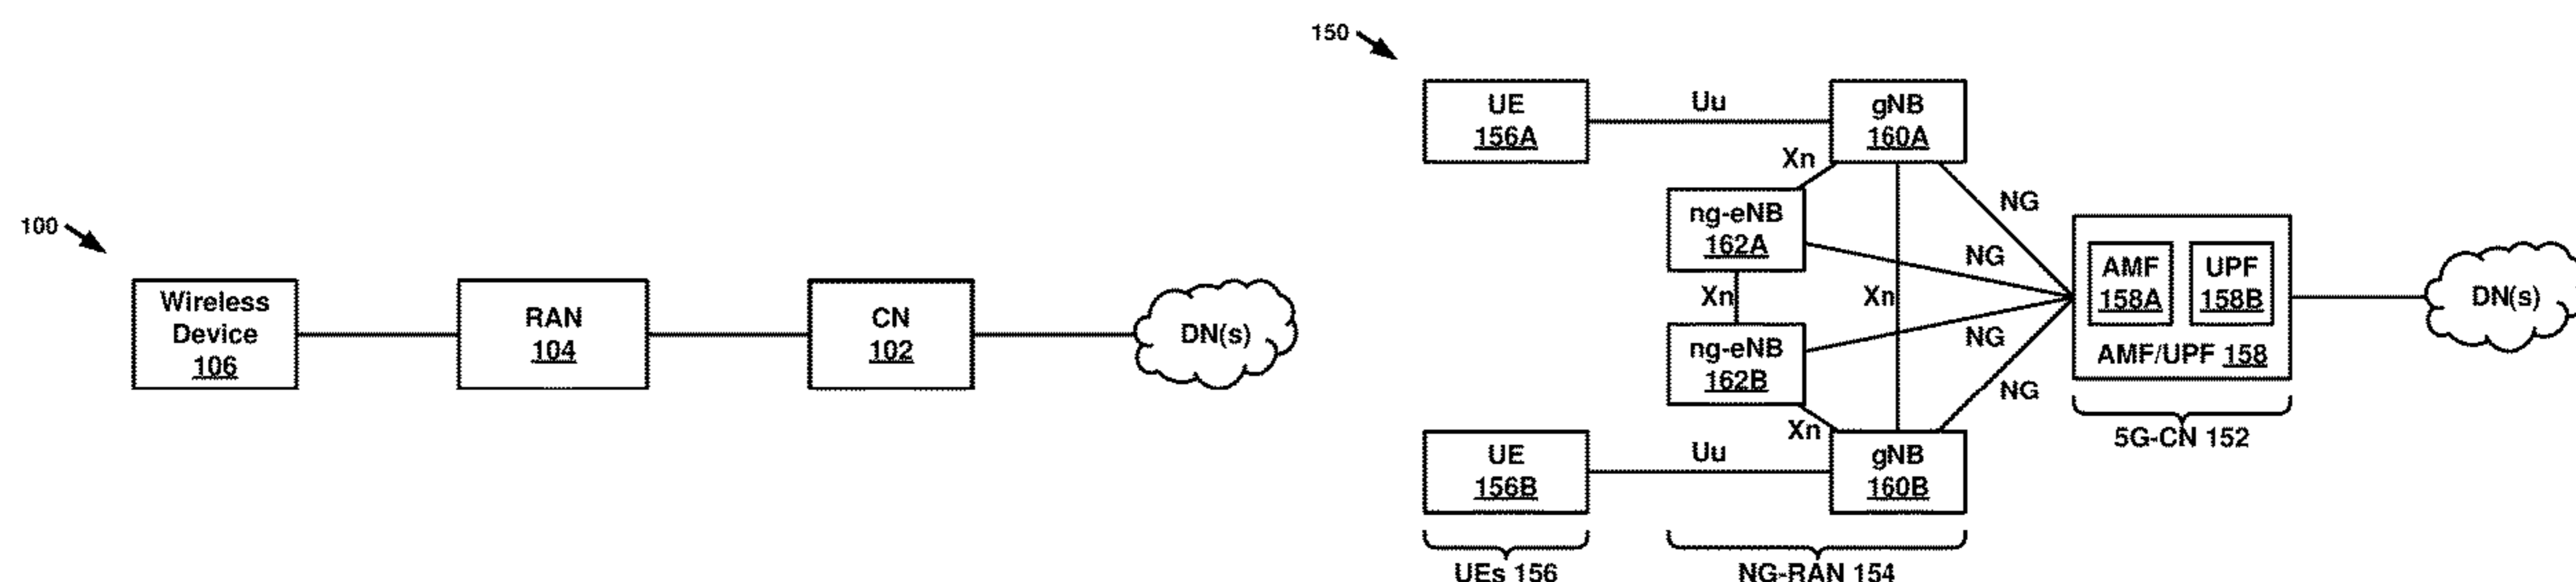 100
Wireless
Device
106
RAN
104
CN
102
DN(s)
150
UE
156A
Uu
gNB
160A
Xn
ng-eNB
162A
NG
NG
Xn
Xn
ng-eNB
162B
NG
NG
Xn
UE
156B
Uu
gNB
160B
AMF
158A
UPF
158B
AMF/UPF 158
DN(s)
5G-CN 152
UEs 156
NG-RAN 154